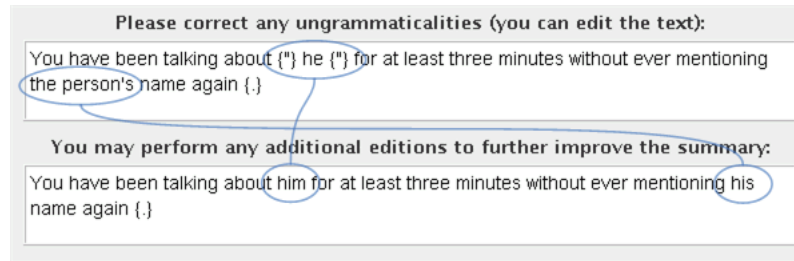 Please correct any ungrammaticalities (you can edit the text):
You have been talking about {"} he {"} for at least three minutes without ever mentioning
the person's name again {.}
You may perform any additional editions to further improve the summary:
You have been talking about him for at least three minutes without ever mentioning his
name again {.}